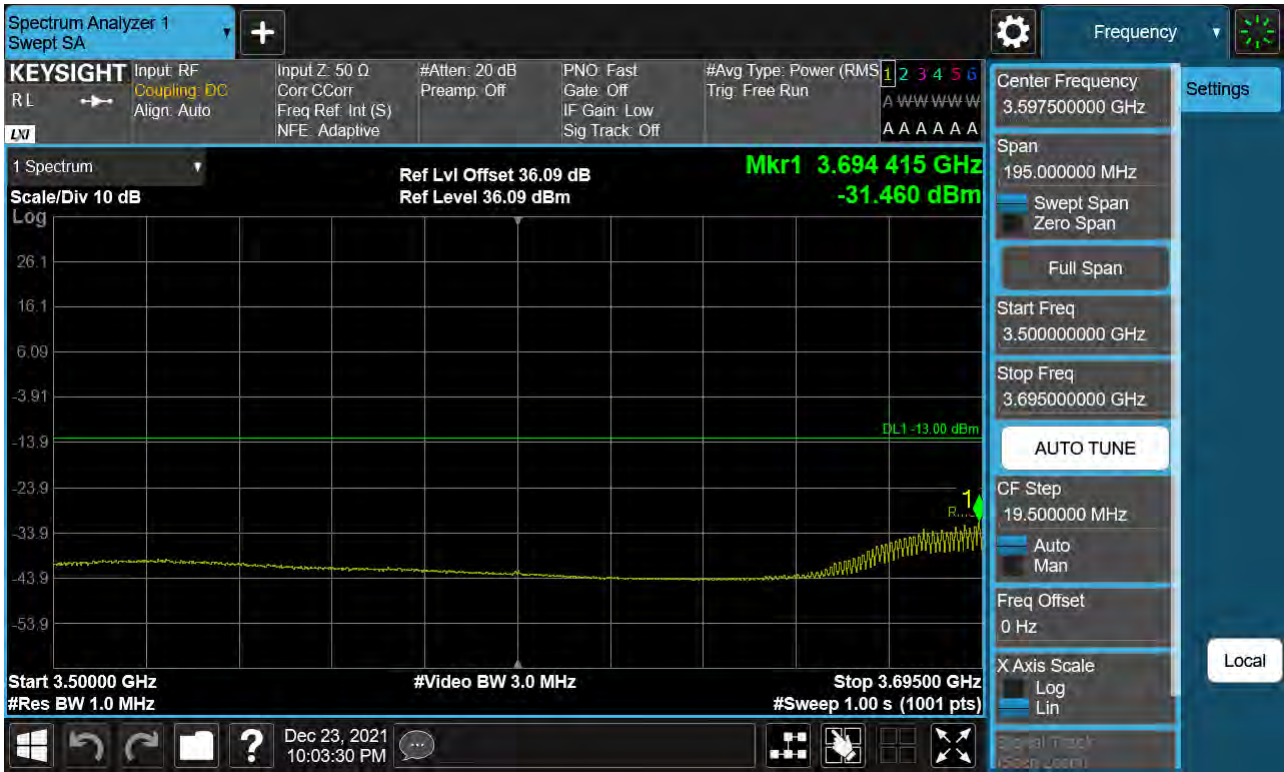 Spectrum Analyzer 1
Swept SA
Frequency
KEYSIGHT
RL
LXI
Input: RF
Coupling: DC
Align: Auto
Input Z: 50 Ω
Corr CCorr
Freq Ref: Int (S)
NFE: Adaptive
#Atten: 20 dB
Preamp: Off
PNO: Fast
Gate: Off
IF Gain: Low
Sig Track: Off
#Avg Type: Power (RMS
Trig: Free Run
1 2 3 4 5 6
A W W W W W
A A A A A A
1 Spectrum
Scale/Div 10 dB
Log
Ref Lvl Offset 36.09 dB
Ref Level 36.09 dBm
Mkr1 3.694 415 GHz
-31.460 dBm
26.1
16.1
6.09
-3.91
-13.9
-23.9
-33.9
-43.9
-53.9
DL1 -13.00 dBm
1
Start 3.50000 GHz
#Res BW 1.0 MHz
#Video BW 3.0 MHz
Stop 3.69500 GHz
#Sweep 1.00 s (1001 pts)
Center Frequency
3.597500000 GHz
Span
195.000000 MHz
Swept Span
Zero Span
Full Span
Start Freq
3.500000000 GHz
Stop Freq
3.695000000 GHz
AUTO TUNE
CF Step
19.500000 MHz
Auto
Man
Freq Offset
0 Hz
X Axis Scale
Log
Lin
Signal Track
(Span Zoom)
Settings
Local
?
Dec 23, 2021
10:03:30 PM